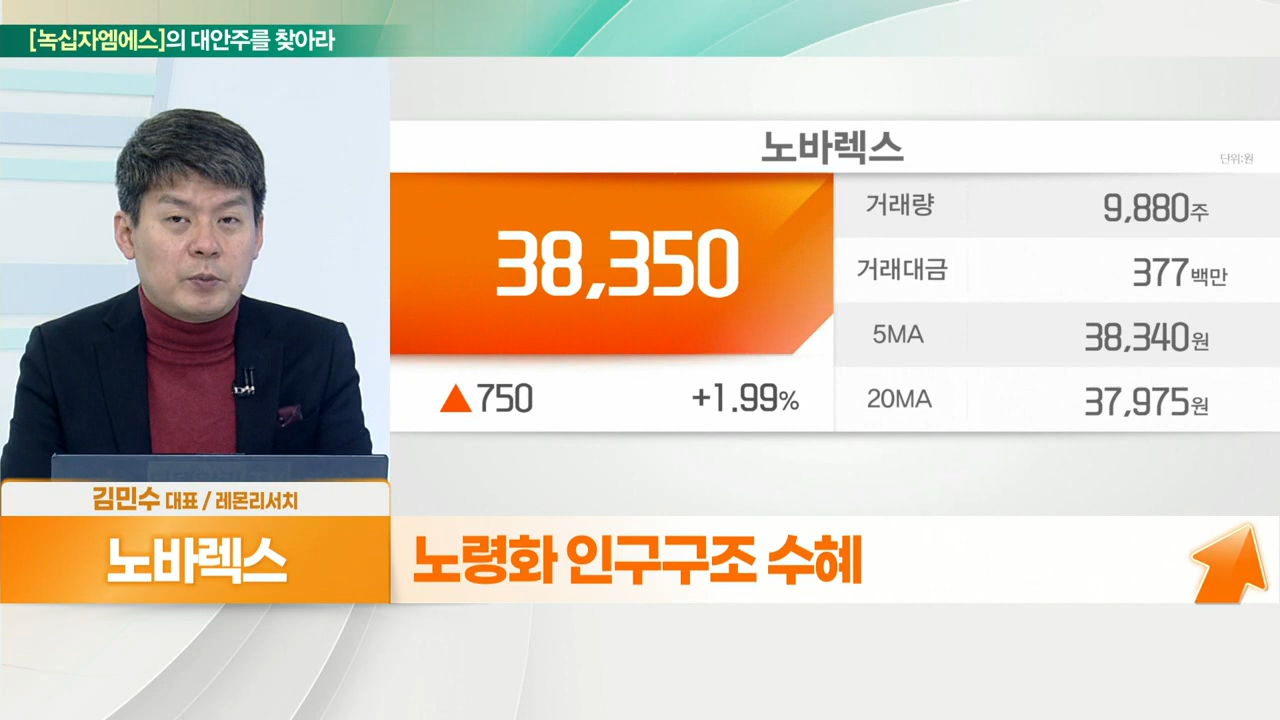 [녹십자엠에스]의 대안주를 찾아라
노바렉스
단위:원
38,350
▲750 +1.99%
거래량 9,880주
거래대금 377백만
5MA 38,340원
20MA 37,975원
김민수 대표 / 레몬리서치
노바렉스
노령화 인구구조 수혜